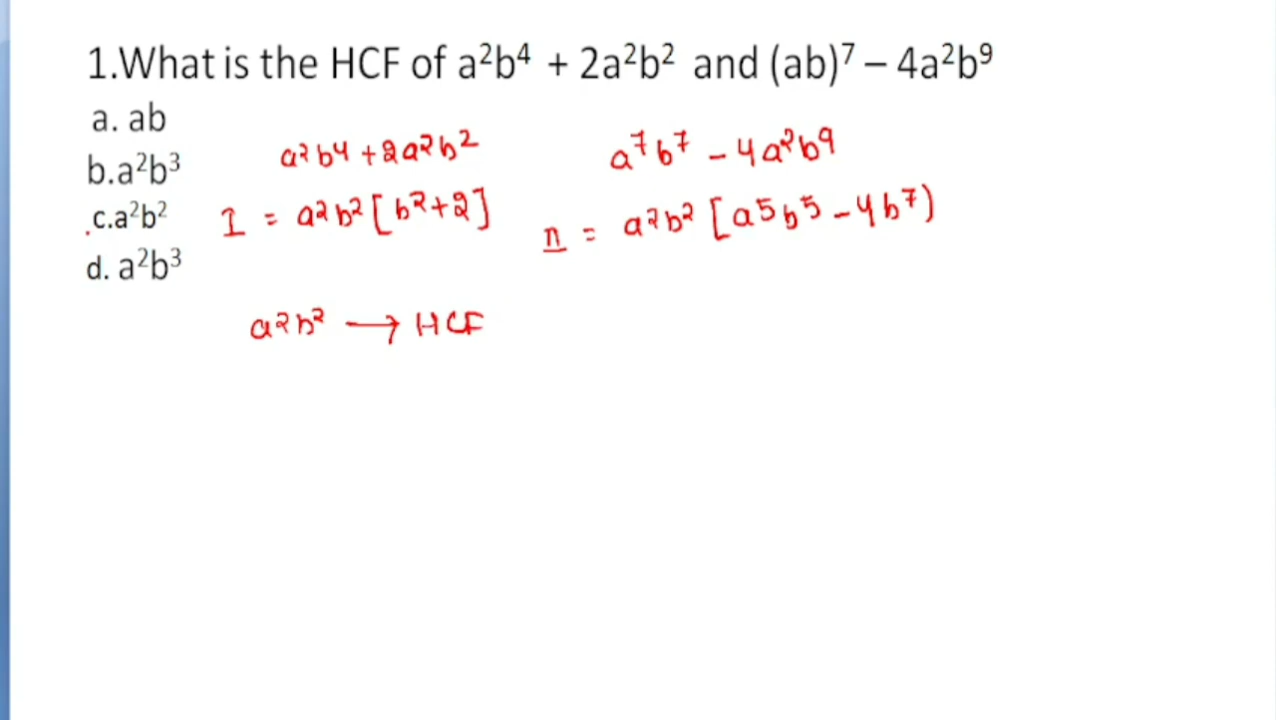 1.What is the HCF of a²b⁴ + 2a²b² and (ab)⁷ – 4a²b⁹
a. ab
a²b⁴ + 2a²b² a⁷b⁷ - 4a²b⁹
b.a²b³
c.a²b² I = a²b² [b²+2] II = a²b² [a⁵b⁵ - 4b⁷)
d. a²b³
a²b² → HCF